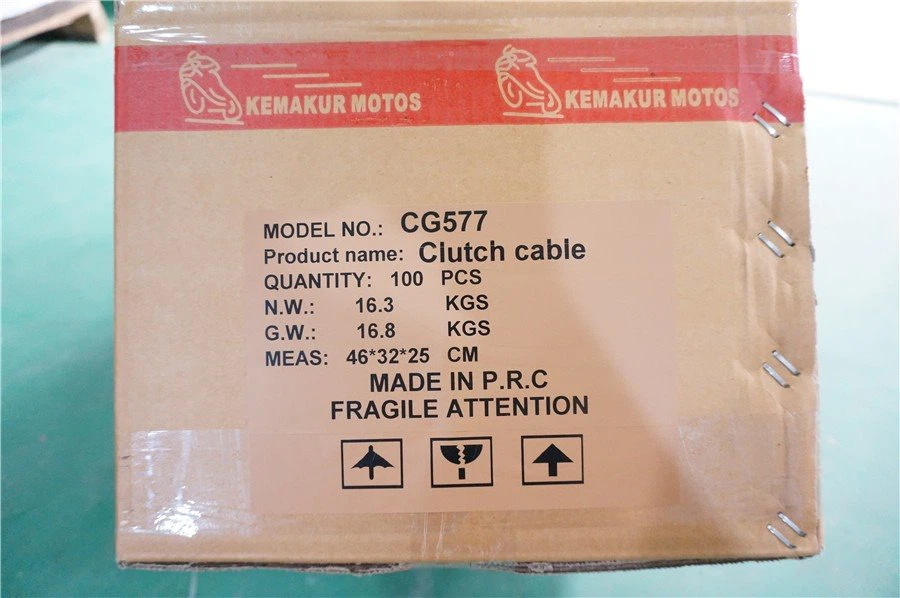 KEMAKUR MOTOS KEMAKUR MOTOS
MODEL NO.: CG577
Product name: Clutch cable
QUANTITY: 100 PCS
N.W.: 16.3 KGS
G.W.: 16.8 KGS
MEAS: 46*32*25 CM
MADE IN P.R.C
FRAGILE ATTENTION